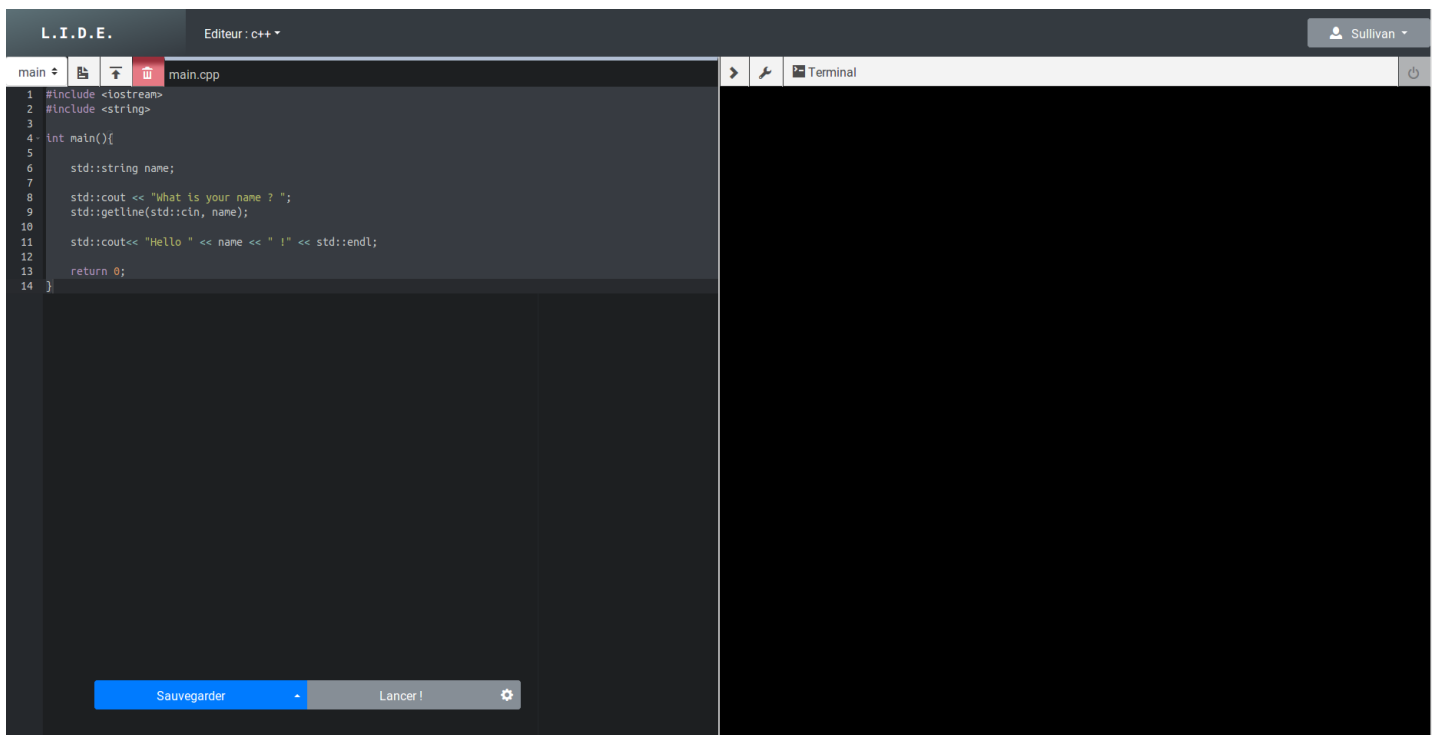 L.I.D.E. Editeur : c++ Sullivan
main main.cpp Terminal
1 #include <iostream>
2 #include <string>
3
4 int main(){
5
6 std::string name;
7
8 std::cout << "What is your name ? ";
9 std::getline(std::cin, name);
10
11 std::cout<< "Hello " << name << " !" << std::endl;
12
13 return 0;
14 }
Sauvegarder Lancer !